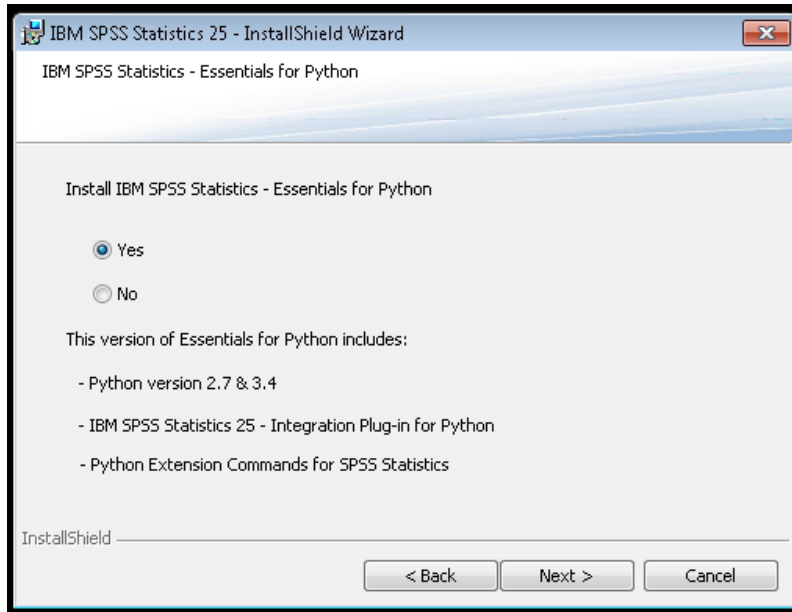 IBM SPSS Statistics 25 - InstallShield Wizard
IBM SPSS Statistics - Essentials for Python
Install IBM SPSS Statistics - Essentials for Python
Yes
No
This version of Essentials for Python includes:
- Python version 2.7 & 3.4
- IBM SPSS Statistics 25 - Integration Plug-in for Python
- Python Extension Commands for SPSS Statistics
InstallShield
< Back Next > Cancel